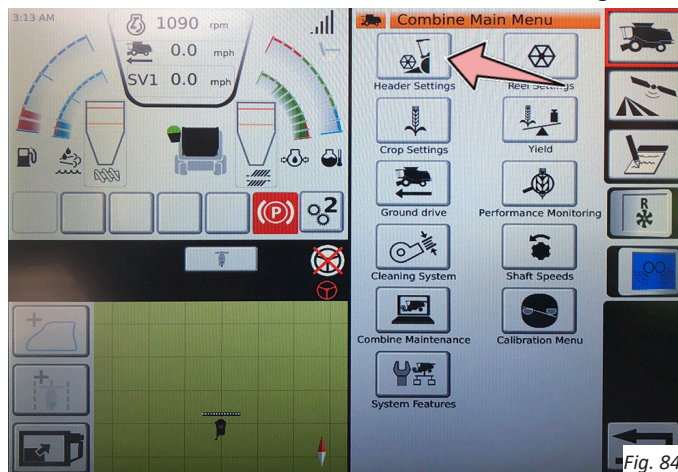 3:13 AM
1090 rpm
0.0 mph
SV1 0.0 mph
(P)
2
Combine Main Menu
Header Settings
Reel Settings
Crop Settings
Yield
Ground drive
Performance Monitoring
Cleaning System
Shaft Speeds
Combine Maintenance
Calibration Menu
System Features
R
Fig. 84